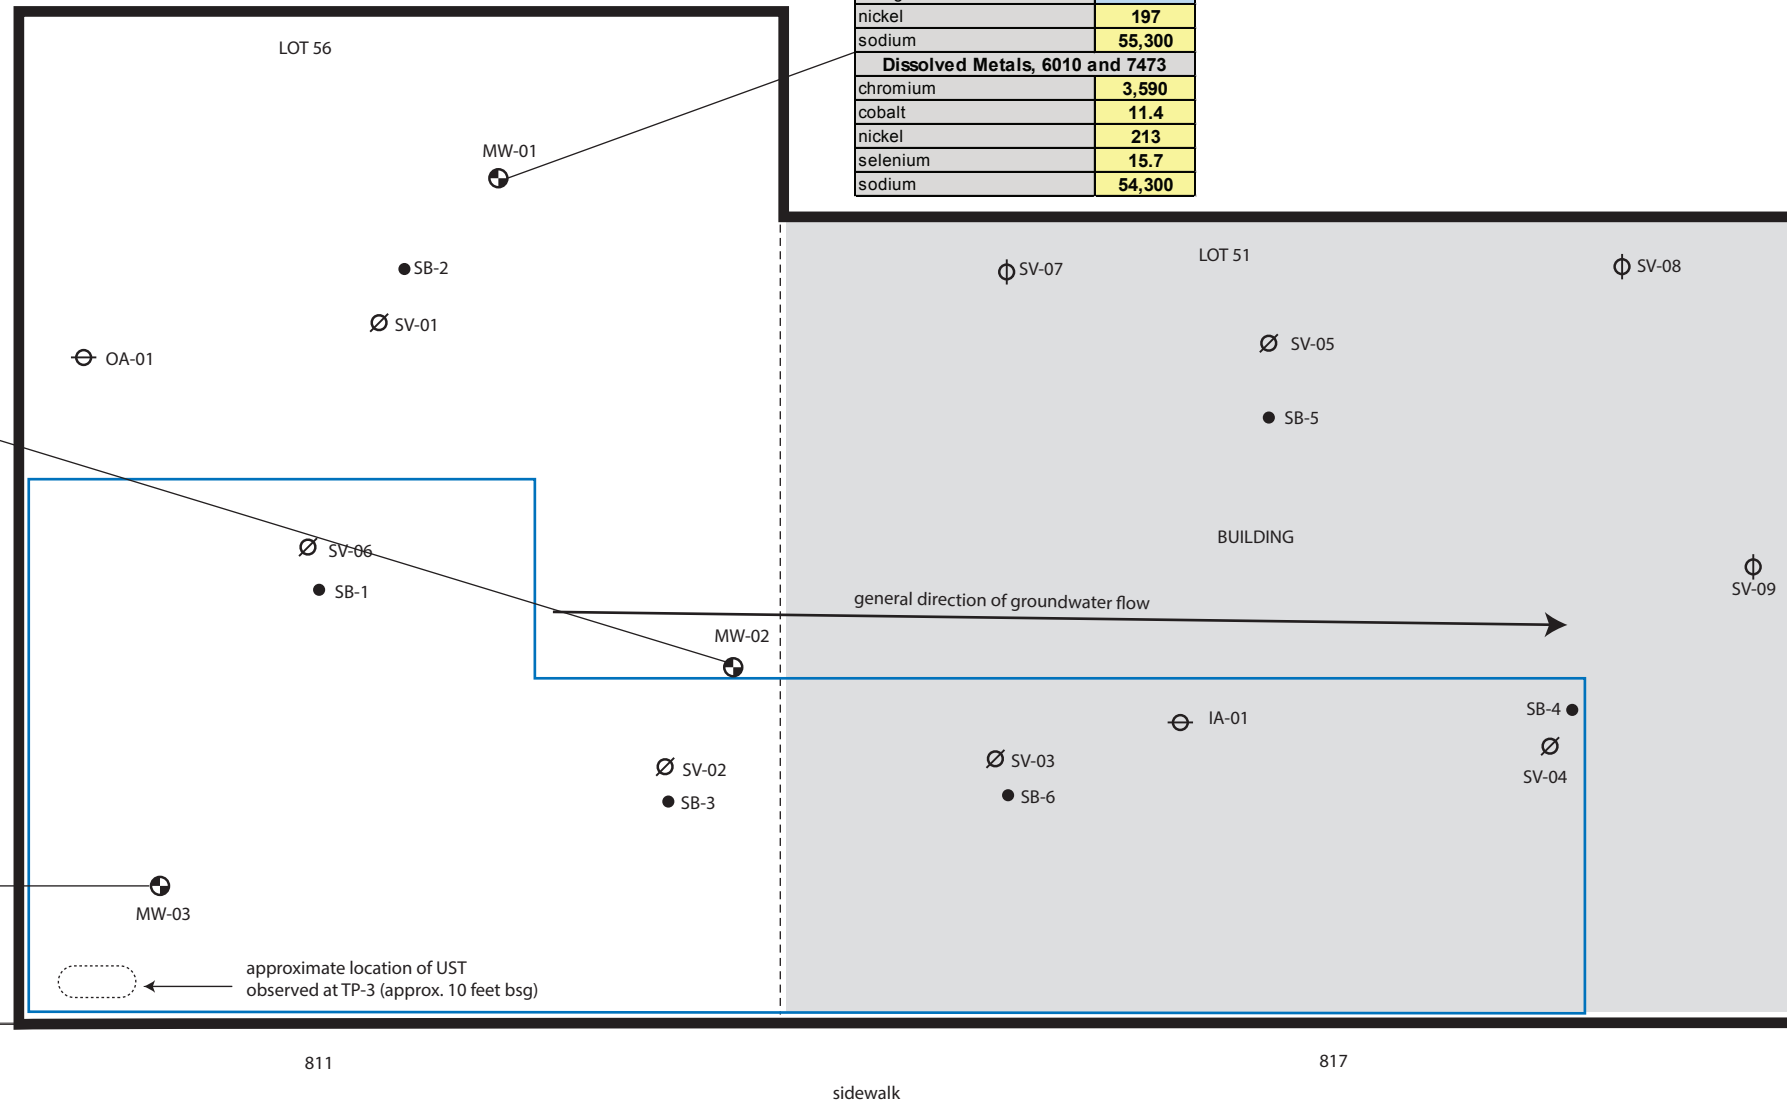 nickel 197
sodium 55,300
Dissolved Metals, 6010 and 7473
chromium 3,590
cobalt 11.4
nickel 213
selenium 15.7
sodium 54,300
LOT 56
MW-01
SB-2
SV-01
OA-01
LOT 51
SV-07
SV-08
SV-05
SB-5
BUILDING
SV-06
SB-1
SV-09
general direction of groundwater flow
MW-02
IA-01
SB-4
SV-03
SV-04
SB-6
SV-02
SB-3
MW-03
approximate location of UST
observed at TP-3 (approx. 10 feet bsg)
811
817
sidewalk